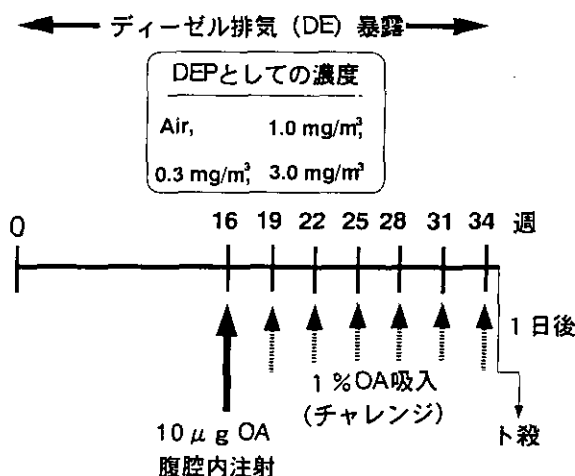 ディーゼル排気（DE）暴露
DEPとしての濃度
Air, 1.0 mg/m³,
0.3 mg/m³, 3.0 mg/m³
0 16 19 22 25 28 31 34 週
1日後
1%OA吸入
(チャレンジ)
ト殺
10μg OA
腹腔内注射